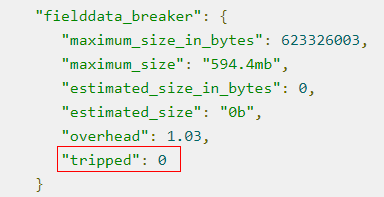 "fielddata_breaker": {
"maximum_size_in_bytes": 623326003,
"maximum_size": "594.4mb",
"estimated_size_in_bytes": 0,
"estimated_size": "0b",
"overhead": 1.03,
"tripped": 0
}